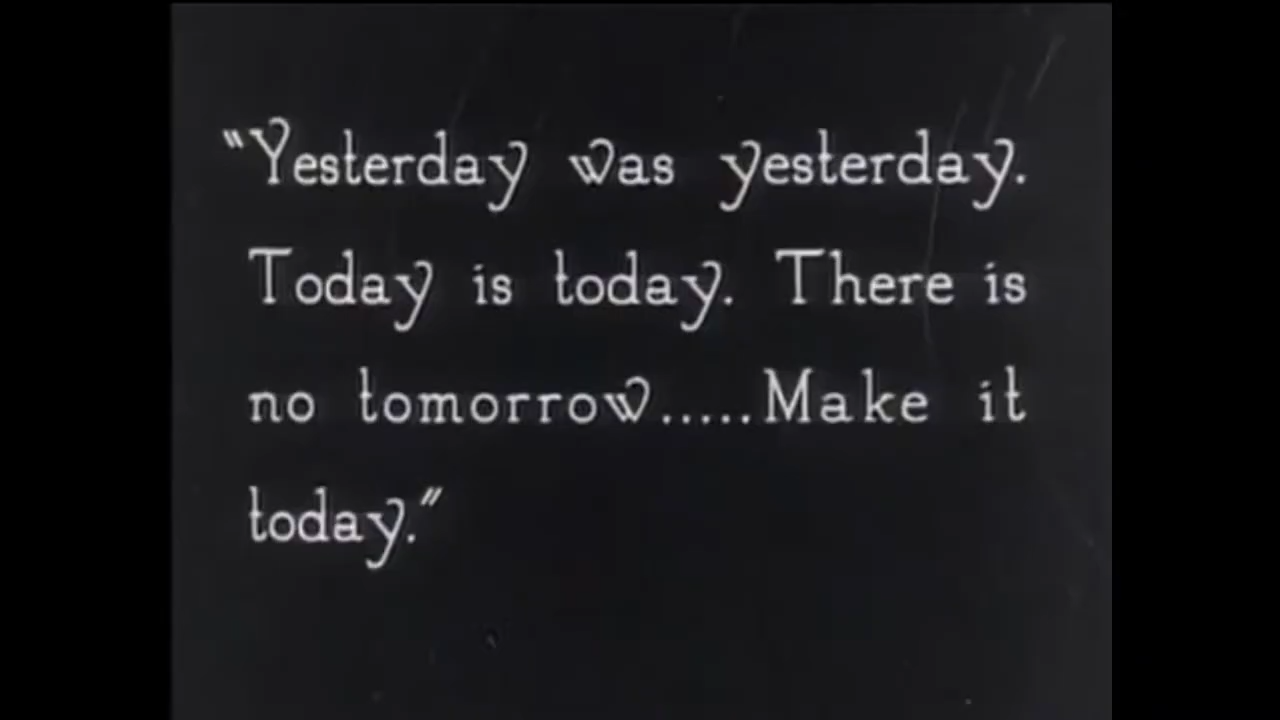 "Yesterday was yesterday.
Today is today. There is
no tomorrow.....Make it
today."